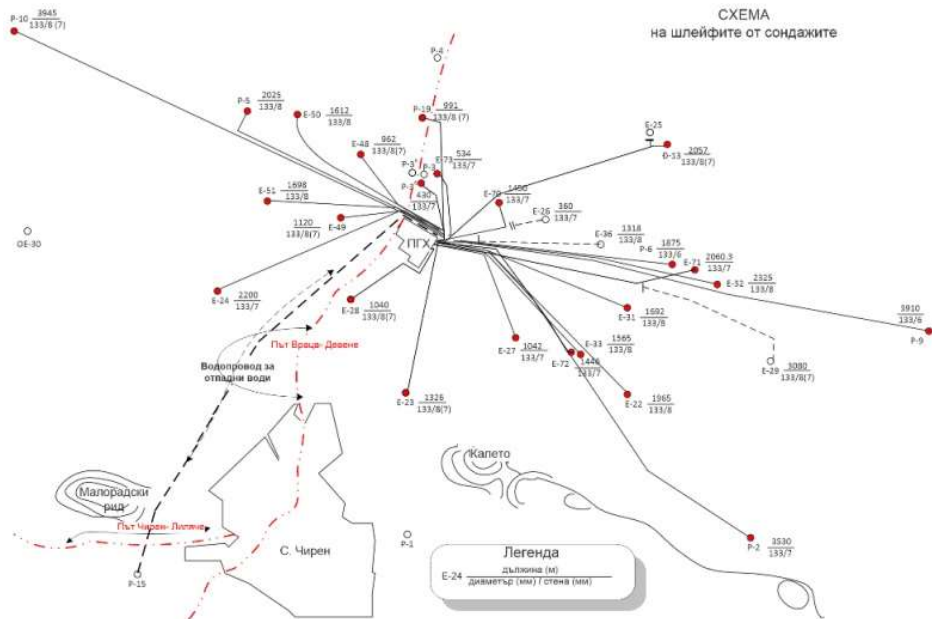 СХЕМА
на шлейфите от сондажите
P-10 3945
133/8 (7)
P-4
P-5 2025
133/8
E-50 1612
133/8
P-19 991
133/8 (7)
E-25
E-48 962
133/8(7)
E-73 534
133/7
P-3'
P-3
430
133/7
2057
133/8(7)
E-51 1698
133/8
E-70 1450
133/7
E-49
1120
133/8(7)
E-26 360
133/7
OE-30
ПГХ
E-36 1318
133/8
P-6 1875
133/6
E-71 2060.3
133/7
2325
133/8
E-24 2200
133/7
E-28 1040
133/8(7)
E-31 1692
133/8
3910
133/6
P-9
Път Враца- Девене
E-27 1042
133/7
E-33 1565
133/8
E-72 1448
133/7
Водопровод за
отпадни води
E-29 3080
133/8(7)
E-23 1326
133/8(7)
E-22 1965
133/8
Калето
Малорадски
рид
Път Чирен- Лиляче
С. Чирен
P-1
P-15
P-2 3530
133/7
Легенда
E-24 дължина (м)
диаметър (мм) / стена (мм)